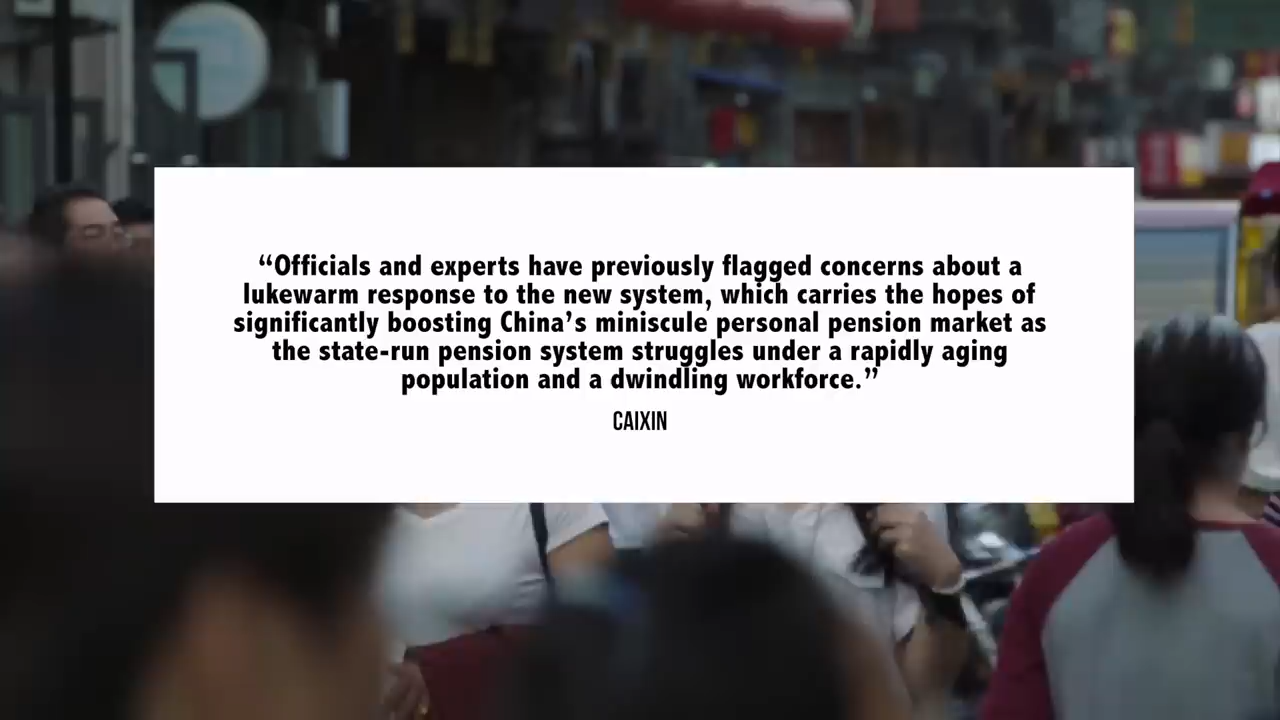 “Officials and experts have previously flagged concerns about a
lukewarm response to the new system, which carries the hopes of
significantly boosting China’s miniscule personal pension market as
the state-run pension system struggles under a rapidly aging
population and a dwindling workforce.”
CAIXIN